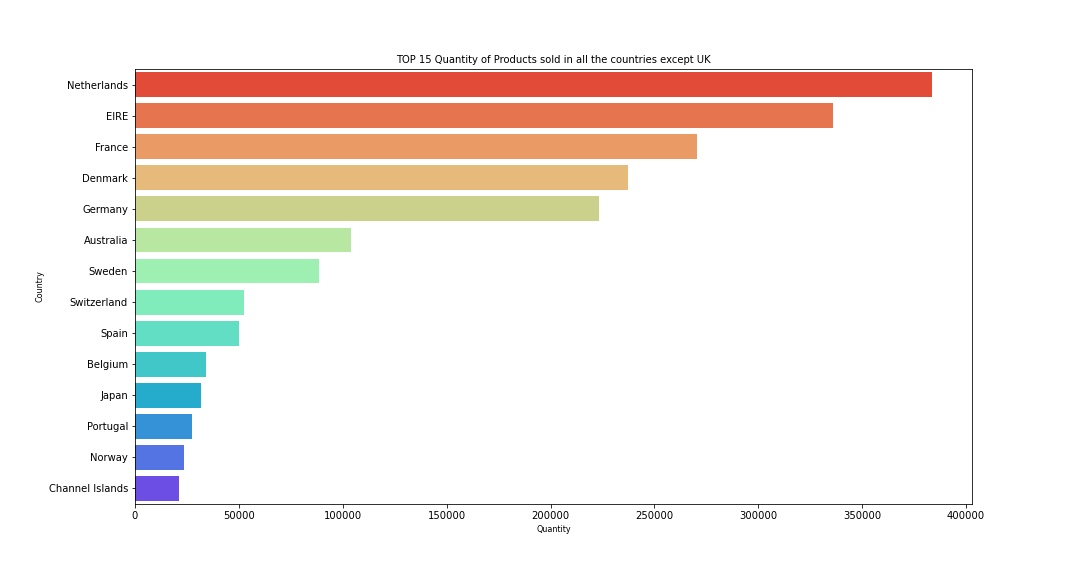 TOP 15 Quantity of Products sold in all the countries except UK
Netherlands
EIRE
France
Denmark
Germany
Australia
Sweden
Country
Switzerland
Spain
Belgium
Japan
Portugal
Norway
Channel Islands
0 50000 100000 150000 200000 250000 300000 350000 400000
Quantity